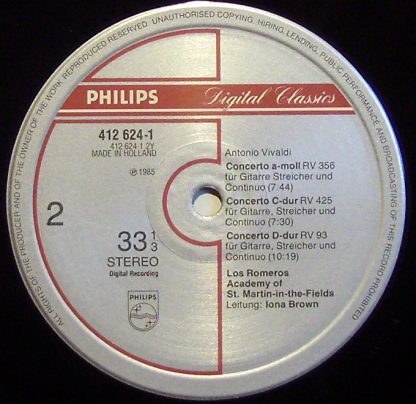 ALL RIGHTS OF THE PRODUCER AND OF THE OWNER OF THE WORK REPRODUCED RESERVED UNAUTHORISED COPYING, HIRING, LENDING, PUBLIC PERFORMANCE AND BROADCASTING OF THIS RECORD PROHIBITED
PHILIPS Digital Classics
412 624-1
412 624 1 2Y
MADE IN HOLLAND
℗ 1985
2
33 1/3
STEREO
Digital Recording
PHILIPS
Antonio Vivaldi
Concerto a-moll RV 356
für Gitarre Streicher und
Continuo (7:44)
Concerto C-dur RV 425
für Gitarre, Streicher und
Continuo (7:30)
Concerto D-dur RV 93
für Gitarre, Streicher und
Continuo (10:19)
Los Romeros
Academy of
St. Martin-in-the-Fields
Leitung: Iona Brown